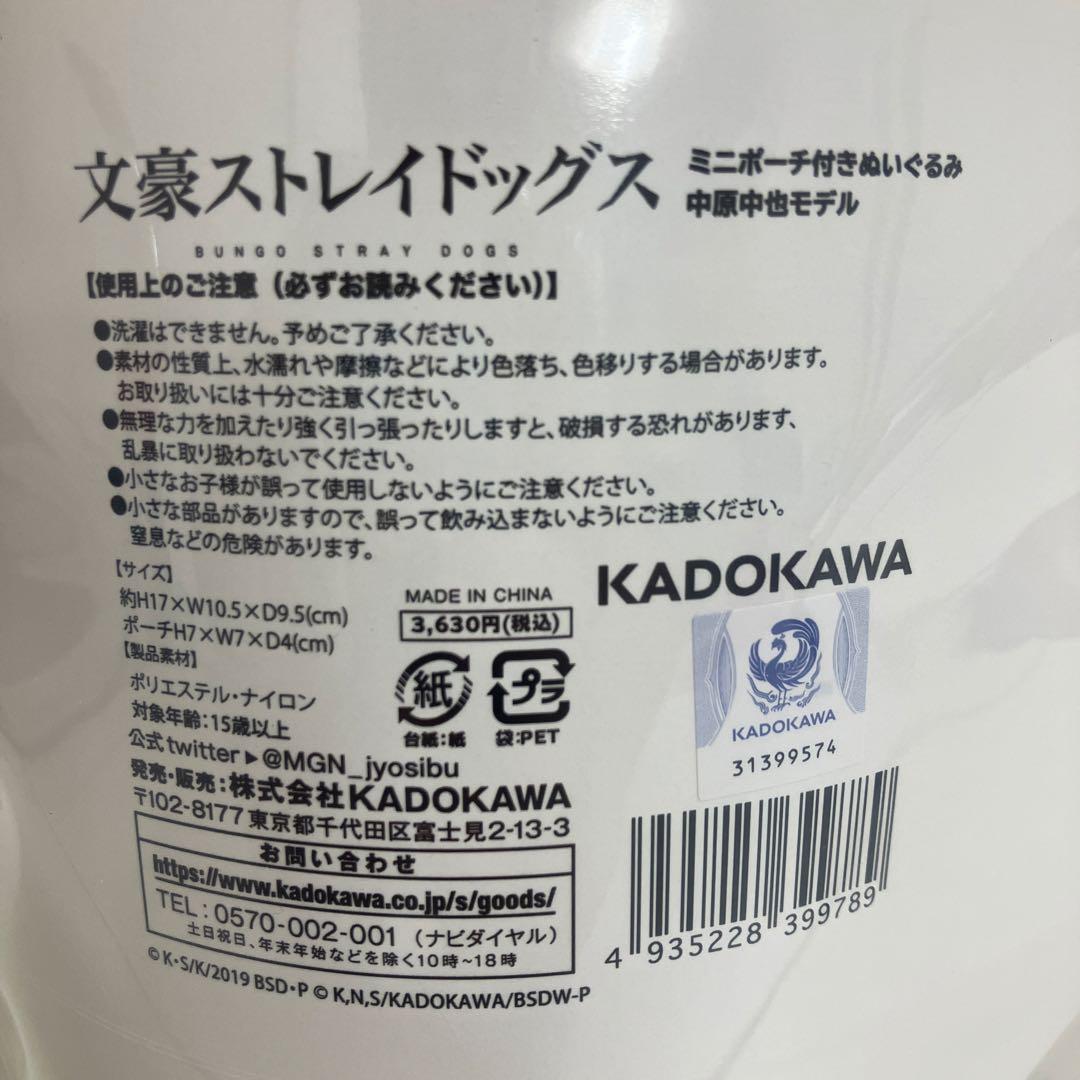 文豪ストレイドッグス
BUNGO STRAY DOGS
ミニポーチ付きぬいぐるみ
中原中也モデル
【使用上のご注意（必ずお読みください）】
●洗濯はできません。予めご了承ください。
●素材の性質上、水濡れや摩擦などにより色落ち、色移りする場合があります。
お取り扱いには十分ご注意ください。
●無理な力を加えたり強く引っ張ったりしますと、破損する恐れがあります、
乱暴に取り扱わないでください。
●小さなお子様が誤って使用しないようにご注意ください。
●小さな部品がありますので、誤って飲み込まないようにご注意ください。
窒息などの危険があります。
【サイズ】
約H17×W10.5×D9.5(cm)
ポーチH7×W7×D4(cm)
【製品素材】
ポリエステル・ナイロン
対象年齢：15歳以上
公式twitter▶@MGN_jyosibu
MADE IN CHINA
3,630円(税込)
紙
台紙：紙
プラ
袋：PET
KADOKAWA
KADOKAWA
31399574
発売・販売：株式会社KADOKAWA
〒102-8177 東京都千代田区富士見2-13-3
お問い合わせ
https://www.kadokawa.co.jp/s/goods/
TEL：0570-002-001（ナビダイヤル）
土日祝日、年末年始などを除く10時~18時
© K・S/K/2019 BSD・P © K,N,S/KADOKAWA/BSDW-P
4 935228 399789